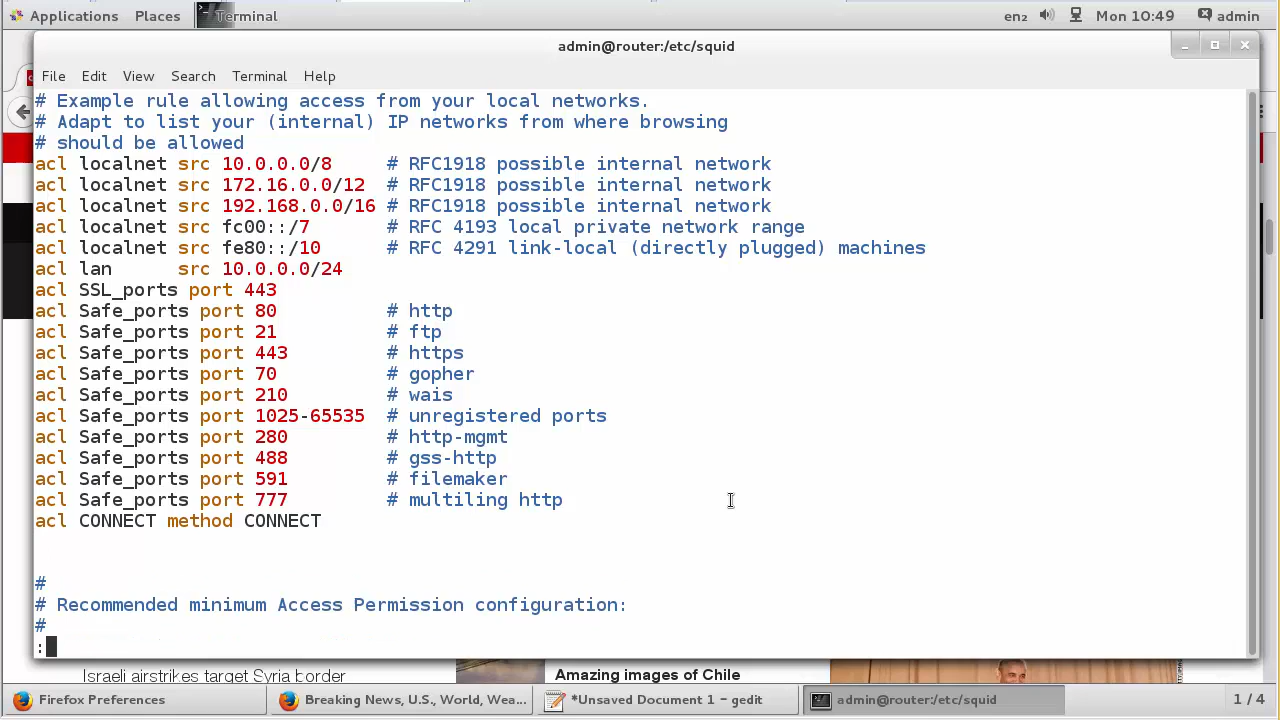 Applications Places Terminal en2 Mon 10:49 admin
admin@router:/etc/squid
File Edit View Search Terminal Help
# Example rule allowing access from your local networks.
# Adapt to list your (internal) IP networks from where browsing
# should be allowed
acl localnet src 10.0.0.0/8     # RFC1918 possible internal network
acl localnet src 172.16.0.0/12  # RFC1918 possible internal network
acl localnet src 192.168.0.0/16 # RFC1918 possible internal network
acl localnet src fc00::/7       # RFC 4193 local private network range
acl localnet src fe80::/10      # RFC 4291 link-local (directly plugged) machines
acl lan      src 10.0.0.0/24
acl SSL_ports port 443
acl Safe_ports port 80          # http
acl Safe_ports port 21          # ftp
acl Safe_ports port 443         # https
acl Safe_ports port 70          # gopher
acl Safe_ports port 210         # wais
acl Safe_ports port 1025-65535  # unregistered ports
acl Safe_ports port 280         # http-mgmt
acl Safe_ports port 488         # gss-http
acl Safe_ports port 591         # filemaker
acl Safe_ports port 777         # multiling http
acl CONNECT method CONNECT
#
# Recommended minimum Access Permission configuration:
#
:
Israeli airstrikes target Syria border Amazing images of Chile
Firefox Preferences Breaking News, U.S., World, Wea... *Unsaved Document 1 - gedit admin@router:/etc/squid 1 / 4